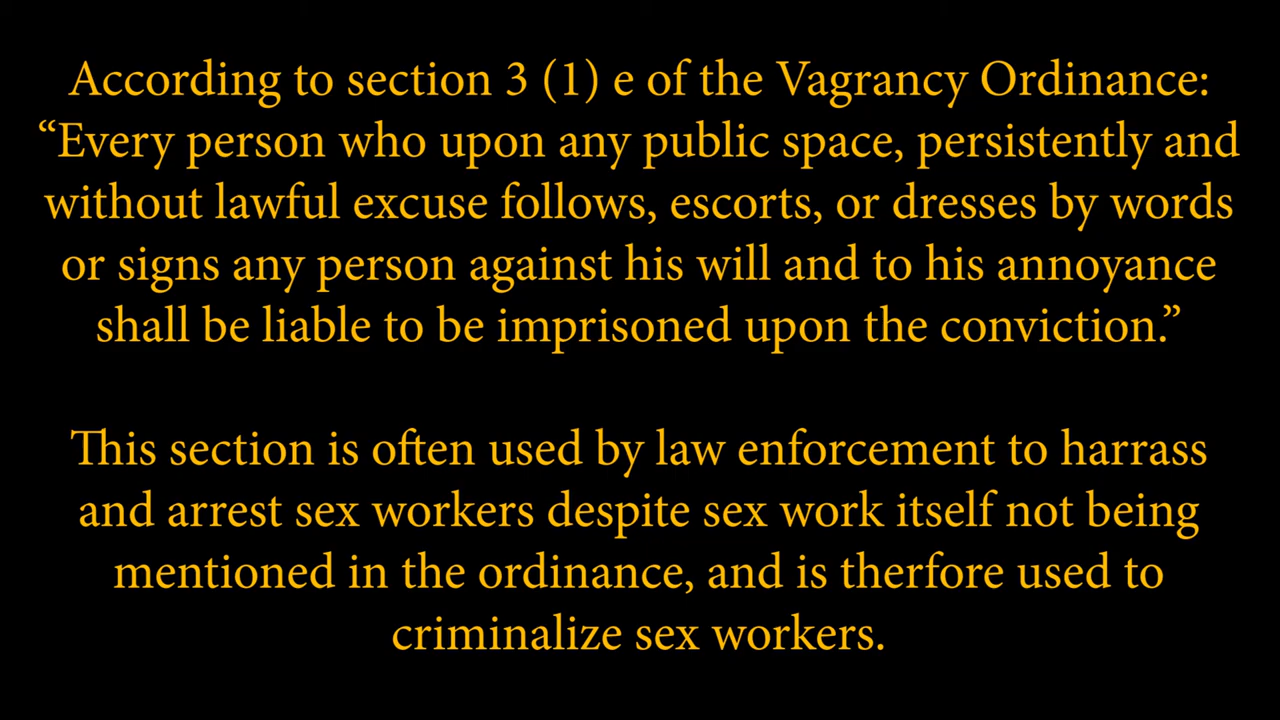 According to section 3 (1) e of the Vagrancy Ordinance:
“Every person who upon any public space, persistently and
without lawful excuse follows, escorts, or dresses by words
or signs any person against his will and to his annoyance
shall be liable to be imprisoned upon the conviction.”
This section is often used by law enforcement to harrass
and arrest sex workers despite sex work itself not being
mentioned in the ordinance, and is therfore used to
criminalize sex workers.